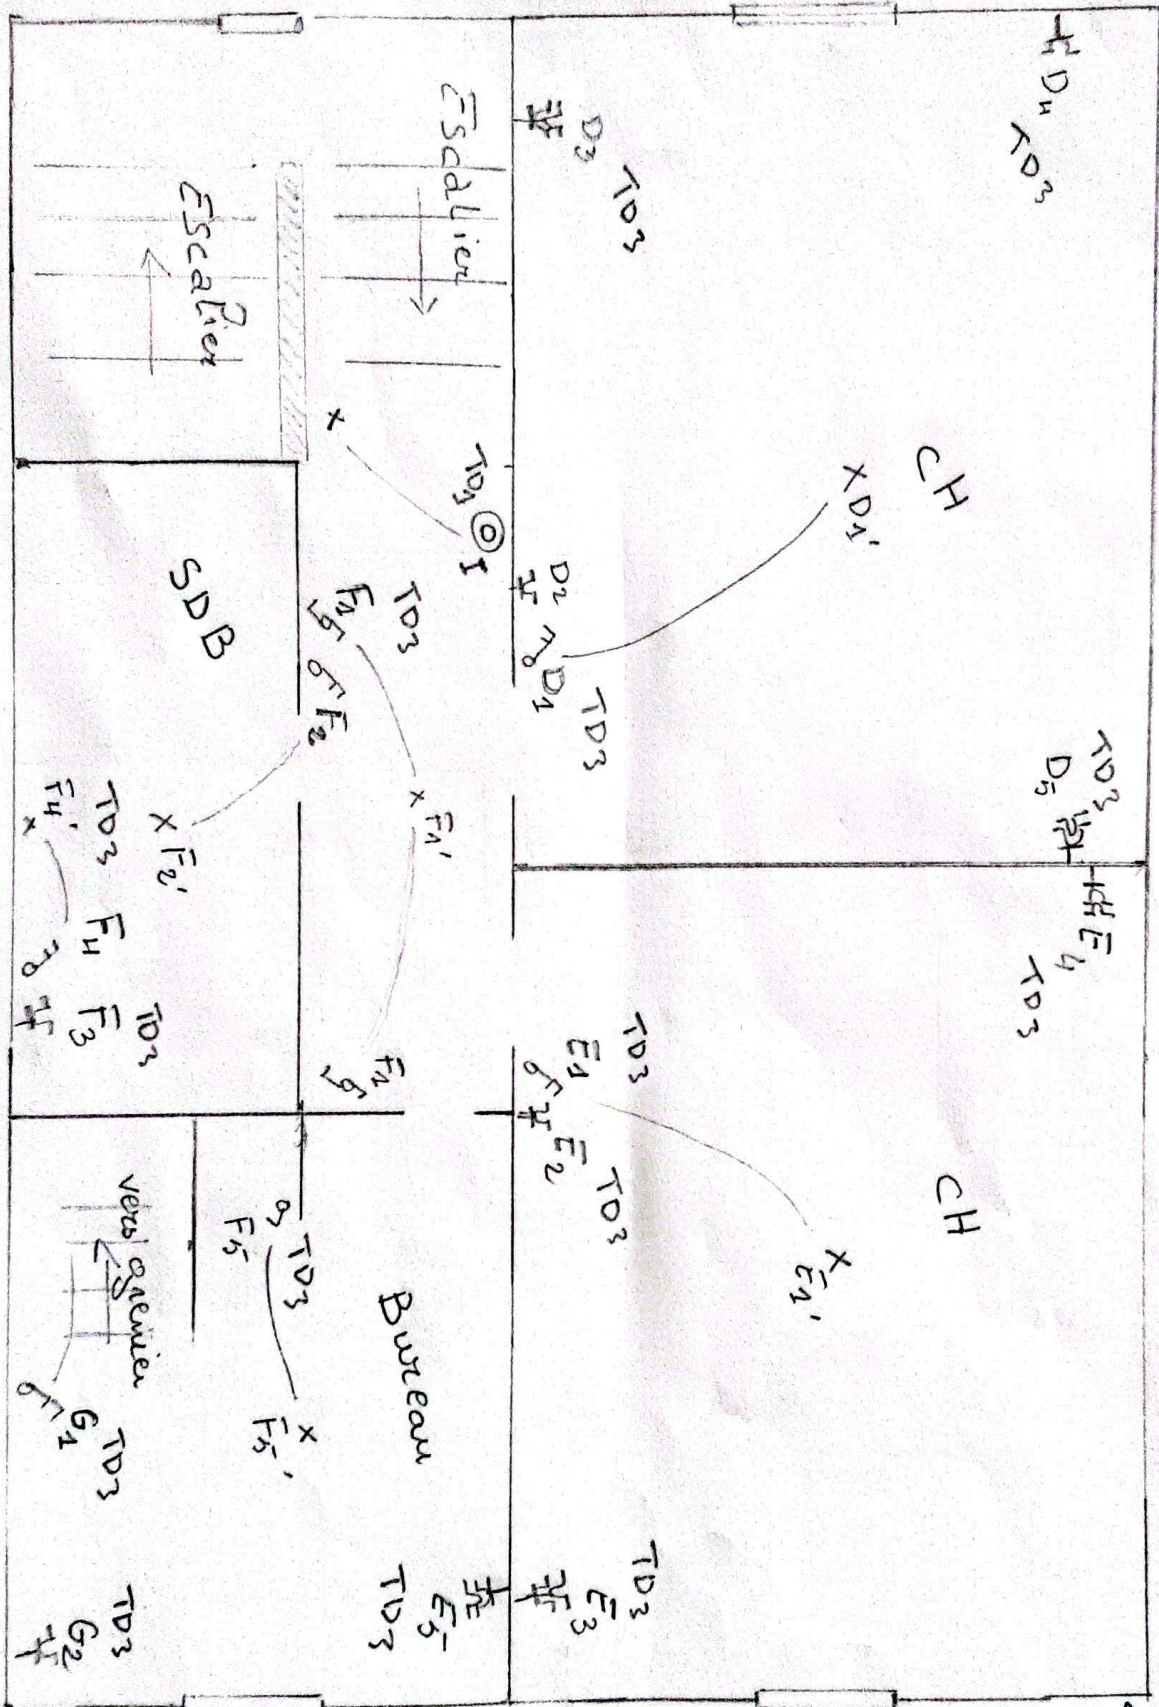 D4
TD3
TD3
D5
E4
TD3
CH
CH
X D1'
X E1'
TD3
D3
D2
TD3
D1
TD3
E1
TD3
E2
TD3
E3
Escalier
TD3
I
x
TD3
F1
x F1'
F1
Bureau
E5
TD3
Escalier
SDB
F2
X F2'
TD3
F4'
x
F4
TD3
F3
TD3
F5
x
F5'
vers grenier
TD3
G1
TD3
G2